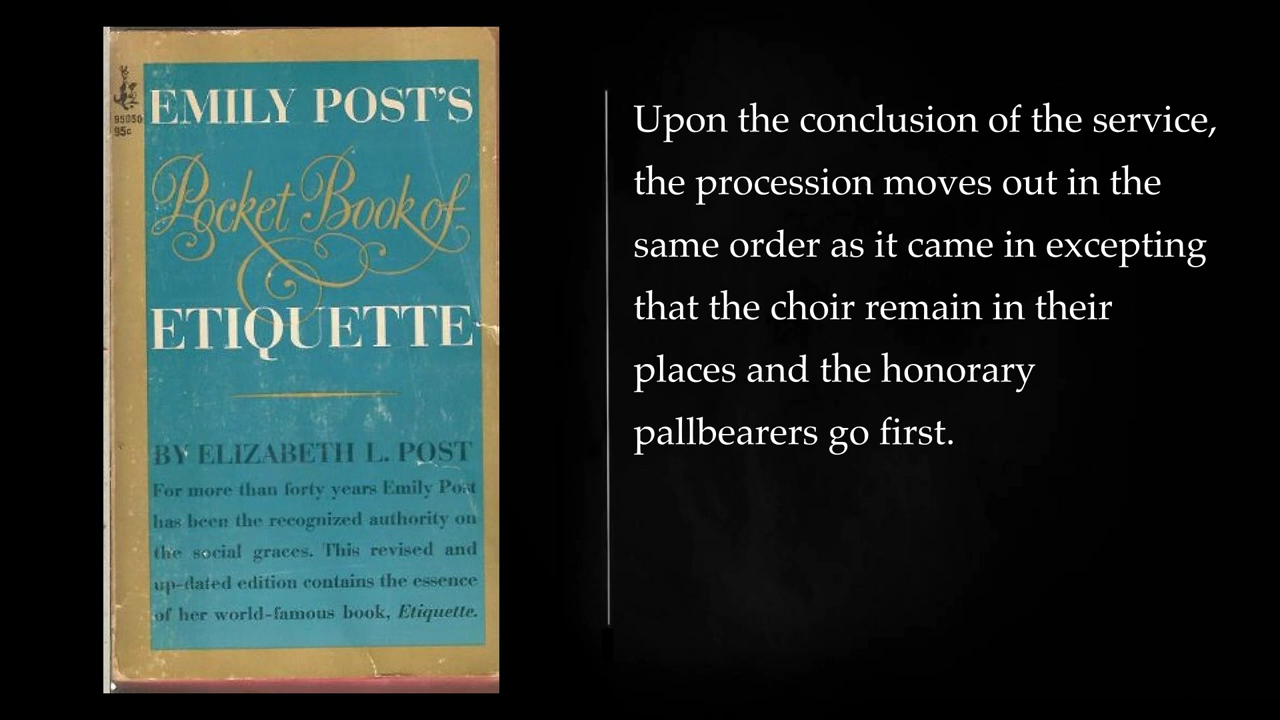 EMILY POST'S
95050
95c
Pocket Book of
ETIQUETTE
BY ELIZABETH L. POST
For more than forty years Emily Post
has been the recognized authority on
the social graces. This revised and
up-dated edition contains the essence
of her world-famous book, Etiquette.
Upon the conclusion of the service,
the procession moves out in the
same order as it came in excepting
that the choir remain in their
places and the honorary
pallbearers go first.